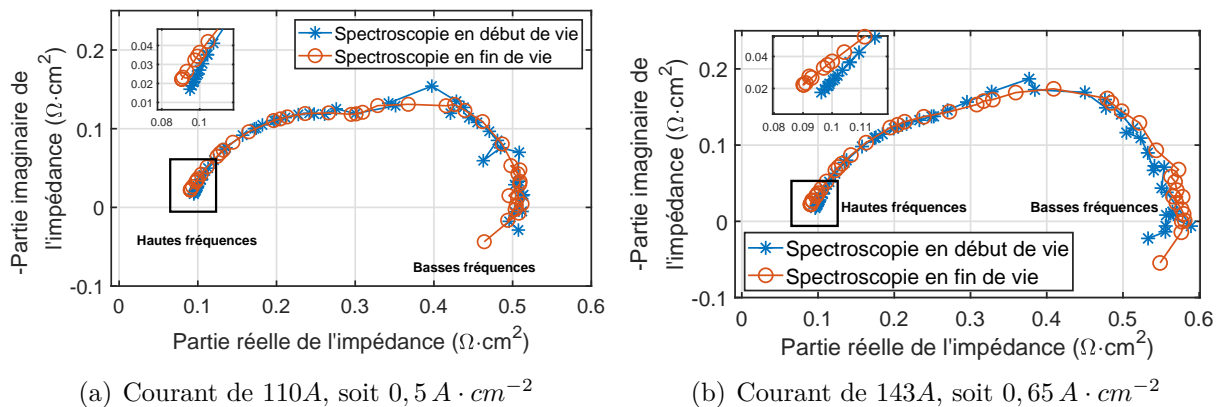 0.04
0.03
0.02
0.01
0.08
0.1
Spectroscopie en début de vie
Spectroscopie en fin de vie
0.2
0.1
0
-0.1
-Partie imaginaire de
l'impédance (Ω·cm²)
Hautes fréquences
Basses fréquences
0
0.1
0.2
0.3
0.4
0.5
0.6
Partie réelle de l'impédance (Ω·cm²)
(a) Courant de 110A, soit 0,5 A · cm⁻²
0.04
0.02
0.08
0.09
0.1
0.11
0.2
0.1
0
-0.1
-Partie imaginaire de
l'impédance (Ω·cm²)
Hautes fréquences
Basses fréquences
Spectroscopie en début de vie
Spectroscopie en fin de vie
0
0.1
0.2
0.3
0.4
0.5
0.6
Partie réelle de l'impédance (Ω·cm²)
(b) Courant de 143A, soit 0,65 A · cm⁻²